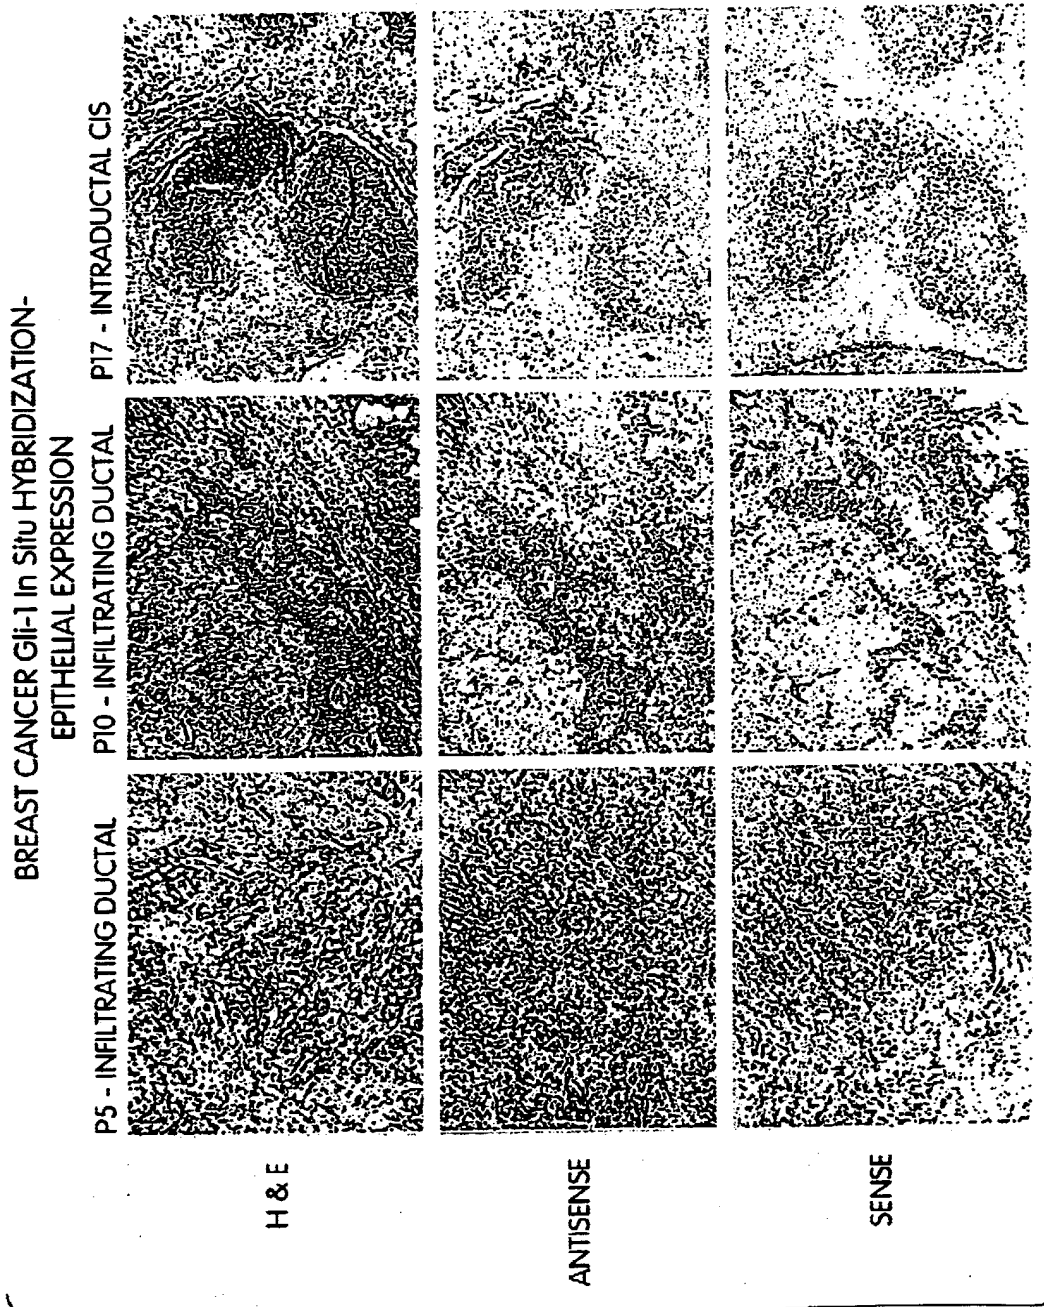 BREAST CANCER Gli-1 In Situ HYBRIDIZATION-
EPITHELIAL EXPRESSION
P5 - INFILTRATING DUCTAL
P10 - INFILTRATING DUCTAL
P17 - INTRADUCTAL CIS
H & E
ANTISENSE
SENSE